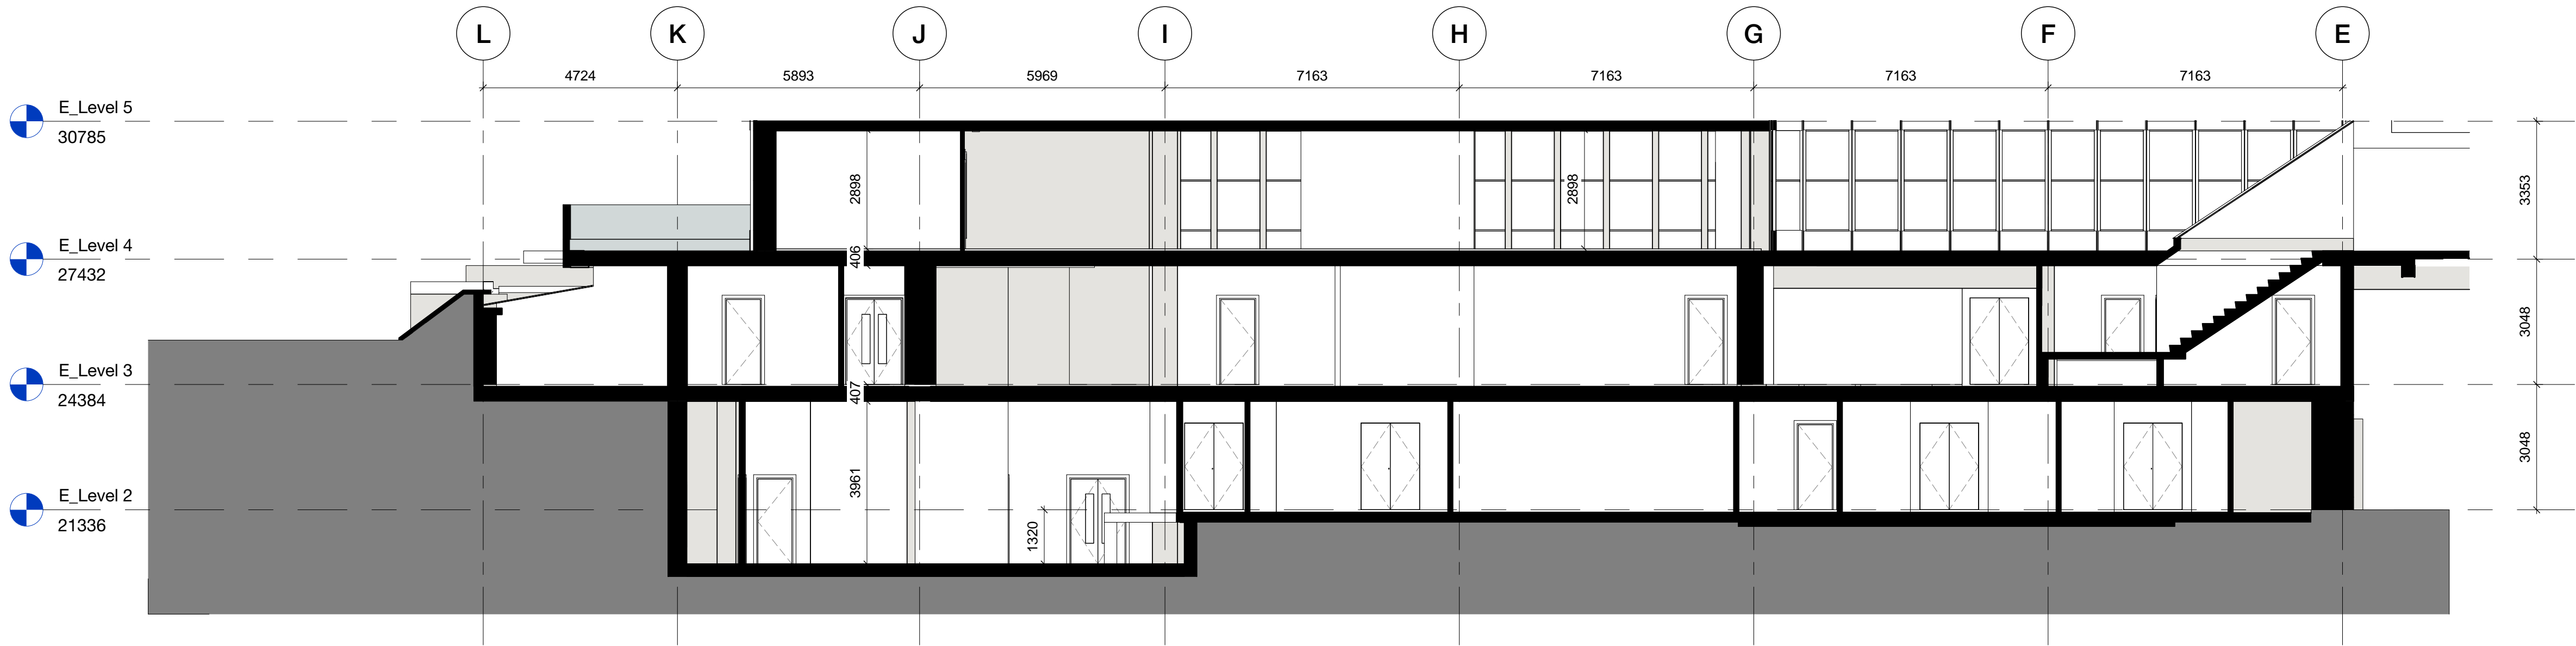 L K J I H G F E
4724 5893 5969 7163 7163 7163 7163
E_Level 5
30785
2898 2898 3353
E_Level 4
27432
406
3048
E_Level 3
24384
407
3961 3048
E_Level 2
21336
1320